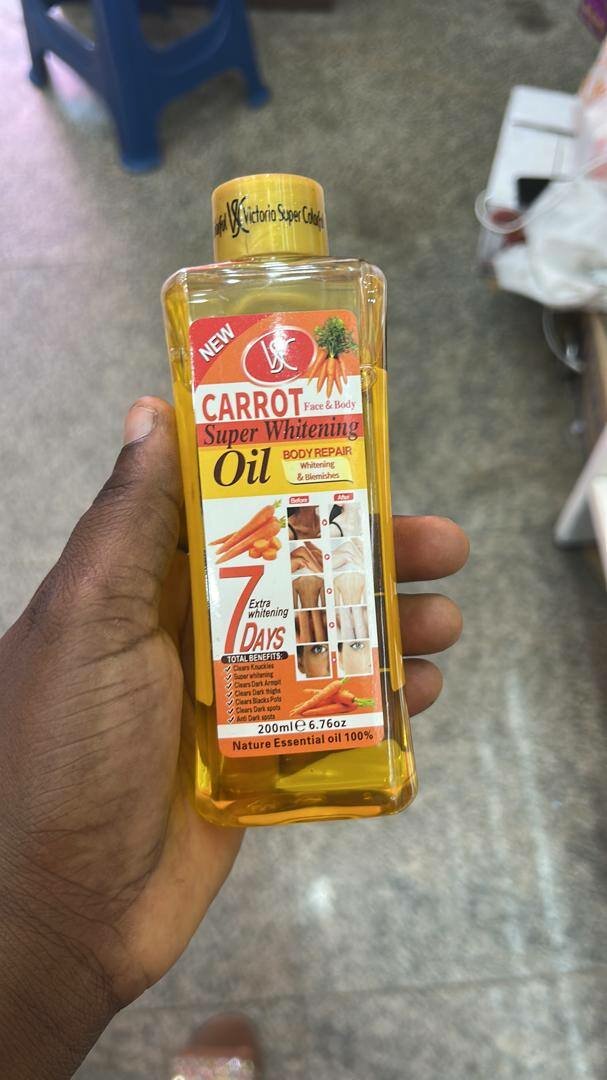 VSC Victoria Super
NEW
VSC
CARROT Face & Body
Super Whitening
Oil
BODY REPAIR
Whitening
& Blemishes
Before After
7 DAYS
Extra
whitening
TOTAL BENEFITS:
Clears Knuckles
Super whitening
Clears Dark Armpit
Clears Dark thighs
Clears Blacks Pots
Clears Dark spots
Anti Dark spots
200ml e 6.76oz
Nature Essential oil 100%